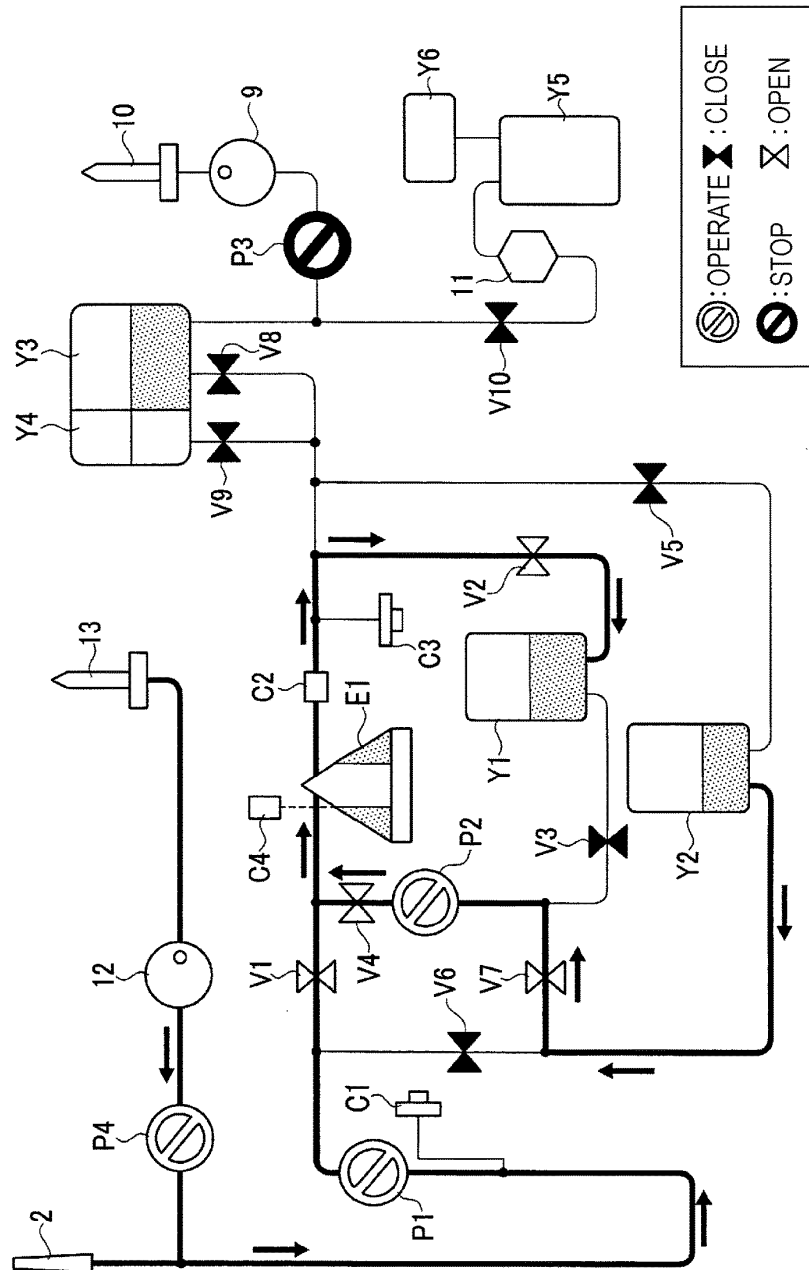 10
9
P3
Y6
Y5
11
V10
Y3
Y4
V8
V9
V5
13
C2
C3
V2
E1
Y1
C4
P2
V3
Y2
V4
V1
V7
V6
12
P4
C1
P1
2
⊘:OPERATE ⧓:CLOSE
⊘:STOP ⋈:OPEN